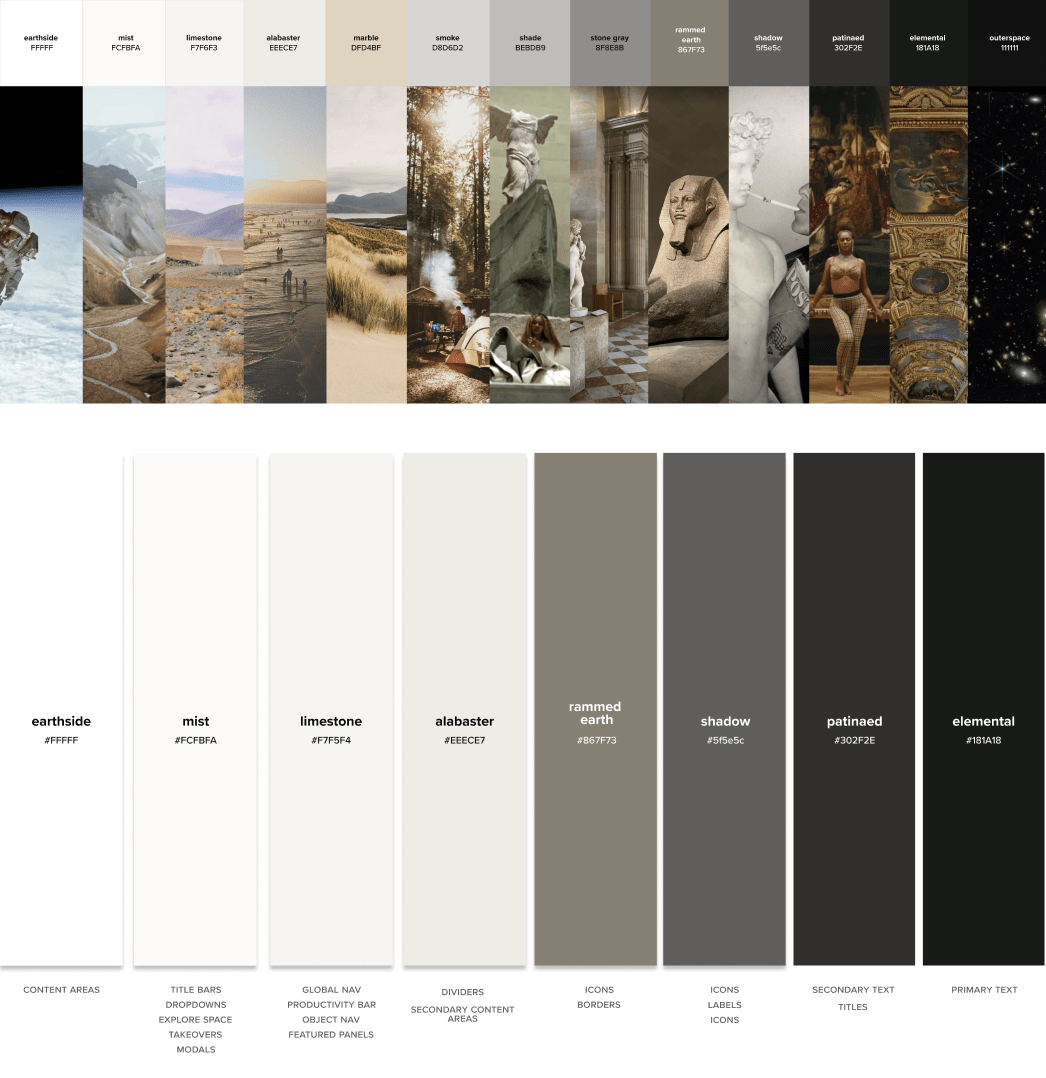 earthside
FFFFF
mist
FCFBFA
limestone
F7F6F3
alabaster
EEECE7
marble
DFD4BF
smoke
D8D6D2
shade
BEBDB9
stone gray
8F8E8B
rammed
earth
867F73
shadow
5f5e5c
patinaed
302F2E
elemental
181A18
outerspace
111111
earthside
#FFFFF
mist
#FCFBFA
limestone
#F7F5F4
alabaster
#EEECE7
rammed
earth
#867F73
shadow
#5f5e5c
patinaed
#302F2E
elemental
#181A18
CONTENT AREAS
TITLE BARS
DROPDOWNS
EXPLORE SPACE
TAKEOVERS
MODALS
GLOBAL NAV
PRODUCTIVITY BAR
OBJECT NAV
FEATURED PANELS
DIVIDERS
SECONDARY CONTENT
AREAS
ICONS
BORDERS
ICONS
LABELS
ICONS
SECONDARY TEXT
TITLES
PRIMARY TEXT